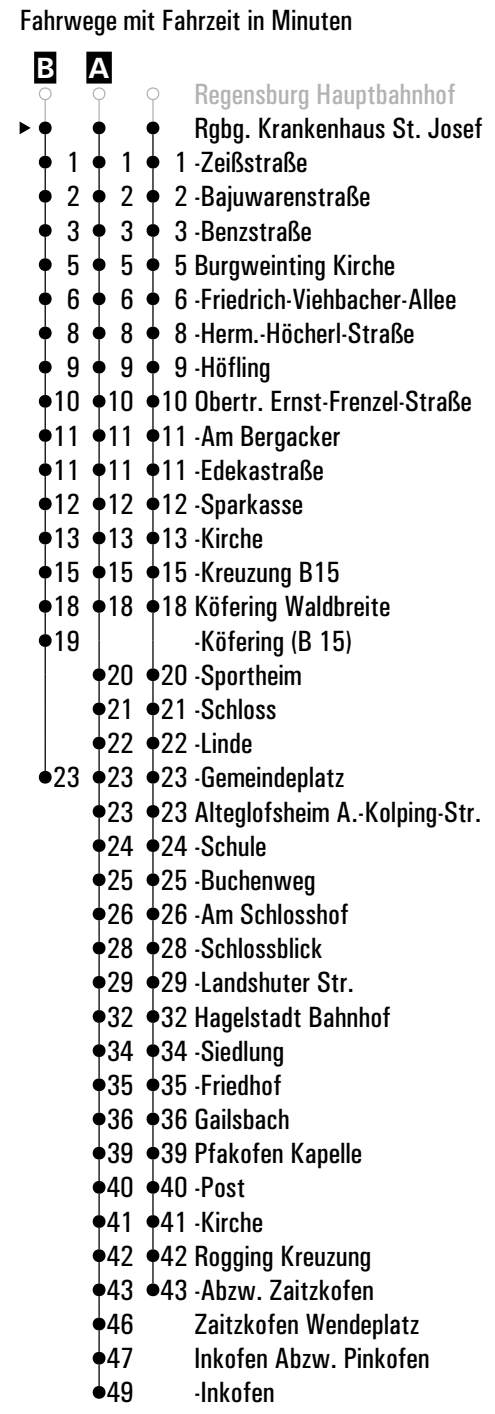 Fahrwege mit Fahrzeit in Minuten
B A
Regensburg Hauptbahnhof
Rgbg. Krankenhaus St. Josef
1 1 1 -Zeißstraße
2 2 2 -Bajuwarenstraße
3 3 3 -Benzstraße
5 5 5 Burgweinting Kirche
6 6 6 -Friedrich-Viehbacher-Allee
8 8 8 -Herm.-Höcherl-Straße
9 9 9 -Höfling
10 10 10 Obertr. Ernst-Frenzel-Straße
11 11 11 -Am Bergacker
11 11 11 -Edekastraße
12 12 12 -Sparkasse
13 13 13 -Kirche
15 15 15 -Kreuzung B15
18 18 18 Köfering Waldbreite
19 -Köfering (B 15)
20 20 -Sportheim
21 21 -Schloss
22 22 -Linde
23 23 23 -Gemeindeplatz
23 23 Alteglofsheim A.-Kolping-Str.
24 24 -Schule
25 25 -Buchenweg
26 26 -Am Schlosshof
28 28 -Schlossblick
29 29 -Landshuter Str.
32 32 Hagelstadt Bahnhof
34 34 -Siedlung
35 35 -Friedhof
36 36 Gailsbach
39 39 Pfakofen Kapelle
40 40 -Post
41 41 -Kirche
42 42 Rogging Kreuzung
43 43 -Abzw. Zaitzkofen
46 Zaitzkofen Wendeplatz
47 Inkofen Abzw. Pinkofen
49 -Inkofen